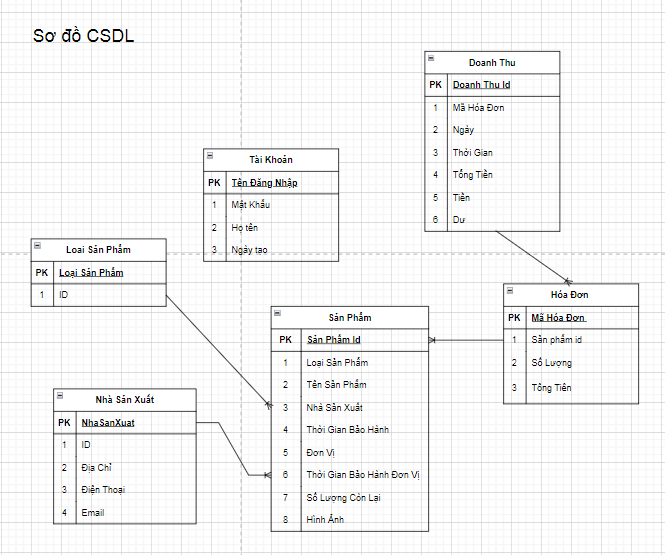 Sơ đồ CSDL
Doanh Thu
PK Doanh Thu Id
1 Mã Hóa Đơn
2 Ngày
3 Thời Gian
4 Tổng Tiền
5 Tiền
6 Dư
Tài Khoản
PK Tên Đăng Nhập
1 Mật Khẩu
2 Họ tên
3 Ngày tạo
Loại Sản Phẩm
PK Loại Sản Phẩm
1 ID
Hóa Đơn
PK Mã Hóa Đơn
1 Sản phẩm id
2 Số Lượng
3 Tổng Tiền
Sản Phẩm
PK Sản Phẩm Id
1 Loại Sản Phẩm
2 Tên Sản Phẩm
3 Nhà Sản Xuất
4 Thời Gian Bảo Hành
5 Đơn Vị
6 Thời Gian Bảo Hành Đơn Vị
7 Số Lượng Còn Lại
8 Hình Ảnh
Nhà Sản Xuất
PK NhaSanXuat
1 ID
2 Địa Chỉ
3 Điện Thoại
4 Email